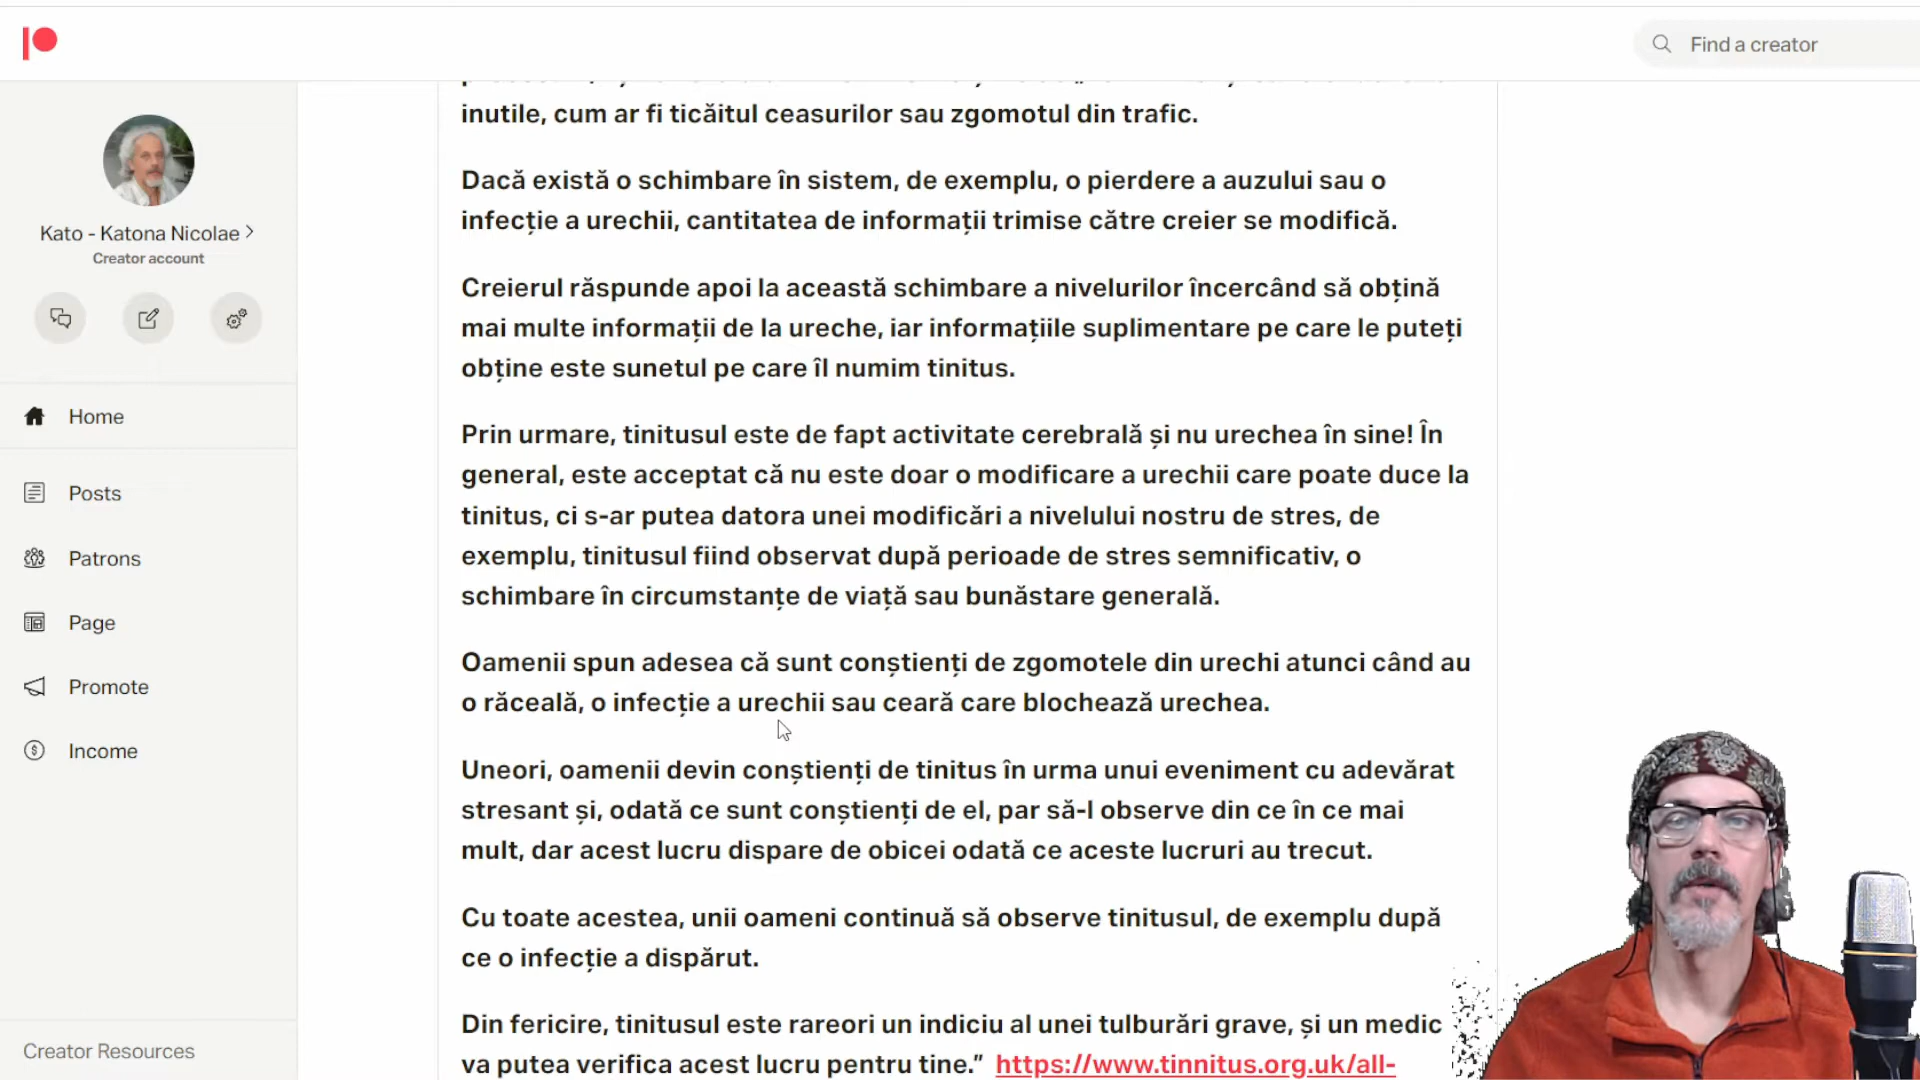 Find a creator
inutile, cum ar fi ticăitul ceasurilor sau zgomotul din trafic.
Dacă există o schimbare în sistem, de exemplu, o pierdere a auzului sau o
infecție a urechii, cantitatea de informații trimise către creier se modifică.
Creierul răspunde apoi la această schimbare a nivelurilor încercând să obțină
mai multe informații de la ureche, iar informațiile suplimentare pe care le puteți
obține este sunetul pe care îl numim tinitus.
Prin urmare, tinitusul este de fapt activitate cerebrală și nu urechea în sine! În
general, este acceptat că nu este doar o modificare a urechii care poate duce la
tinitus, ci s-ar putea datora unei modificări a nivelului nostru de stres, de
exemplu, tinitusul fiind observat după perioade de stres semnificativ, o
schimbare în circumstanțe de viață sau bunăstare generală.
Oamenii spun adesea că sunt conștienți de zgomotele din urechi atunci când au
o răceală, o infecție a urechii sau ceară care blochează urechea.
Uneori, oamenii devin conștienți de tinitus în urma unui eveniment cu adevărat
stresant și, odată ce sunt conștienți de el, par să-l observe din ce în ce mai
mult, dar acest lucru dispare de obicei odată ce aceste lucruri au trecut.
Cu toate acestea, unii oameni continuă să observe tinitusul, de exemplu după
ce o infecție a dispărut.
Din fericire, tinitusul este rareori un indiciu al unei tulburări grave, și un medic
va putea verifica acest lucru pentru tine.” https://www.tinnitus.org.uk/all-
Kato - Katona Nicolae
Creator account
Home
Posts
Patrons
Page
Promote
Income
Creator Resources